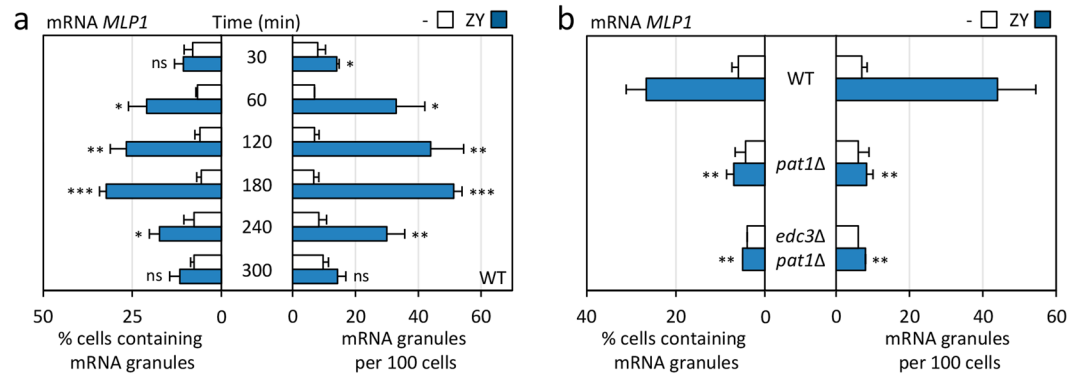 a
mRNA MLP1 Time (min) - ZY
30
ns *
60
* *
120
** **
180
*** ***
240
* **
300
ns ns
WT
50 25 0 0 20 40 60
% cells containing mRNA granules
mRNA granules per 100 cells
b
mRNA MLP1 - ZY
WT
pat1Δ
** **
edc3Δ
pat1Δ
** **
40 20 0 0 20 40 60
% cells containing mRNA granules
mRNA granules per 100 cells